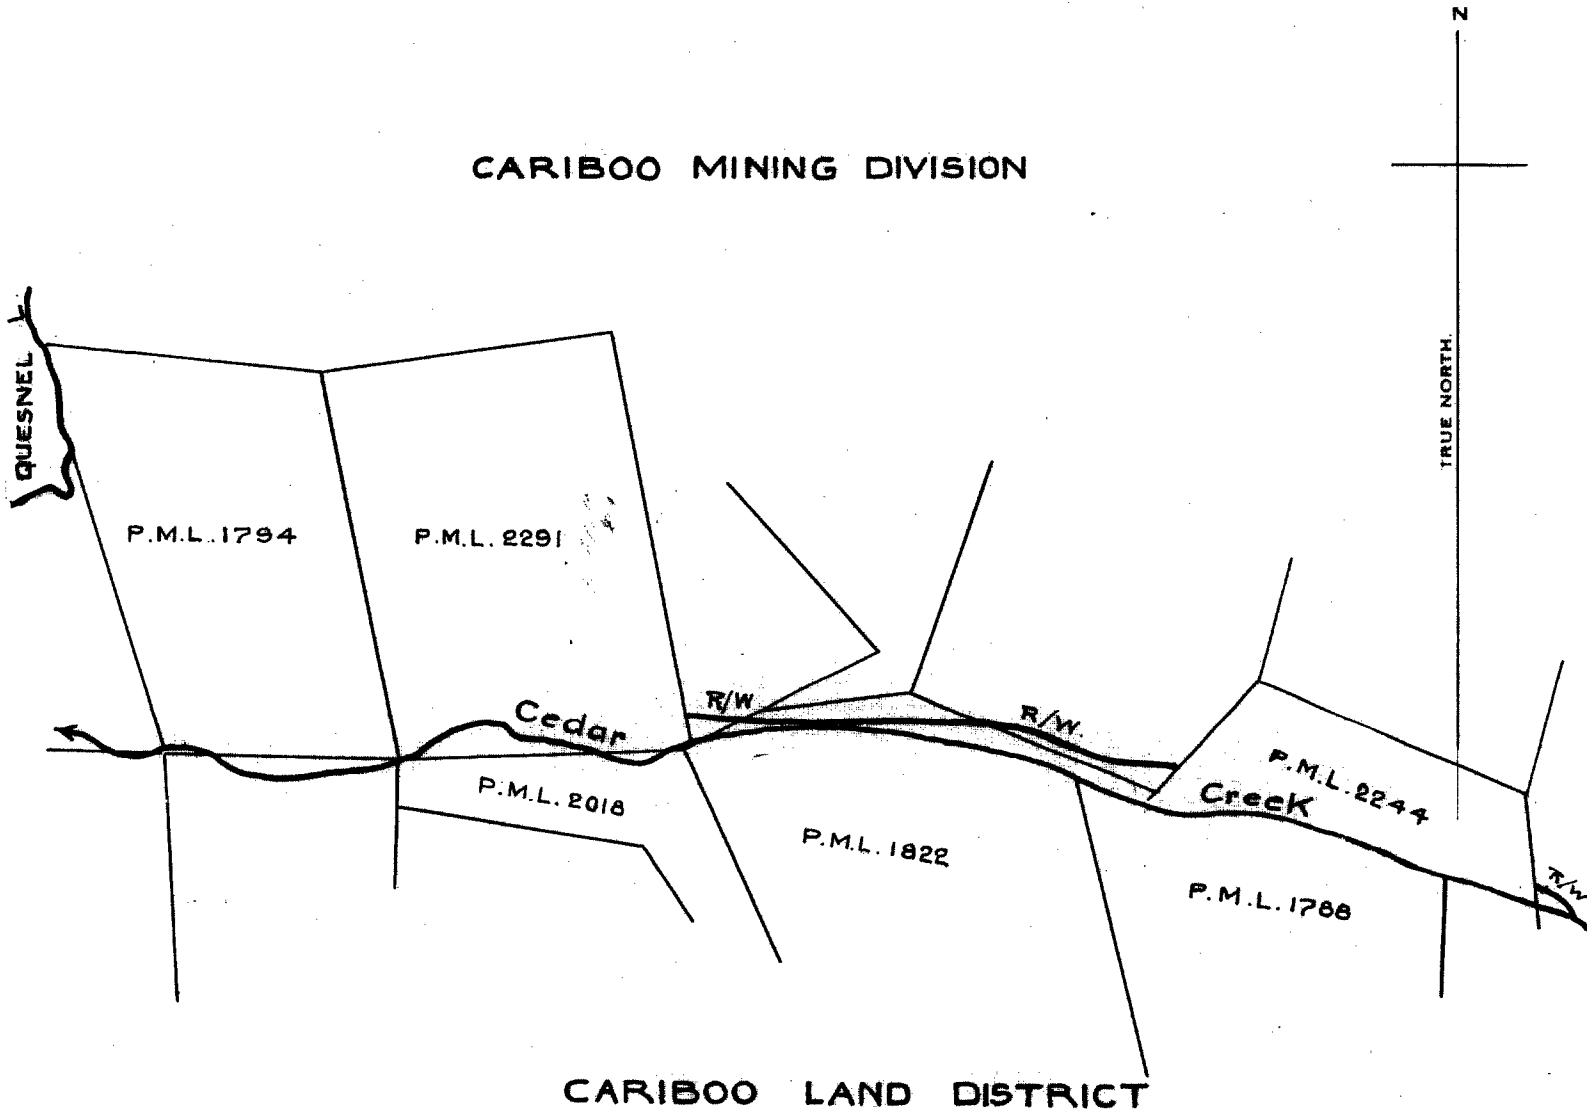 N
CARIBOO MINING DIVISION
TRUE NORTH.
QUESNEL L
P.M.L. 1794
P.M.L. 2291
R/W
Cedar
R/W.
P.M.L. 2244
Creek
P.M.L. 2018
P.M.L. 1822
R/W
P.M.L. 1788
CARIBOO LAND DISTRICT